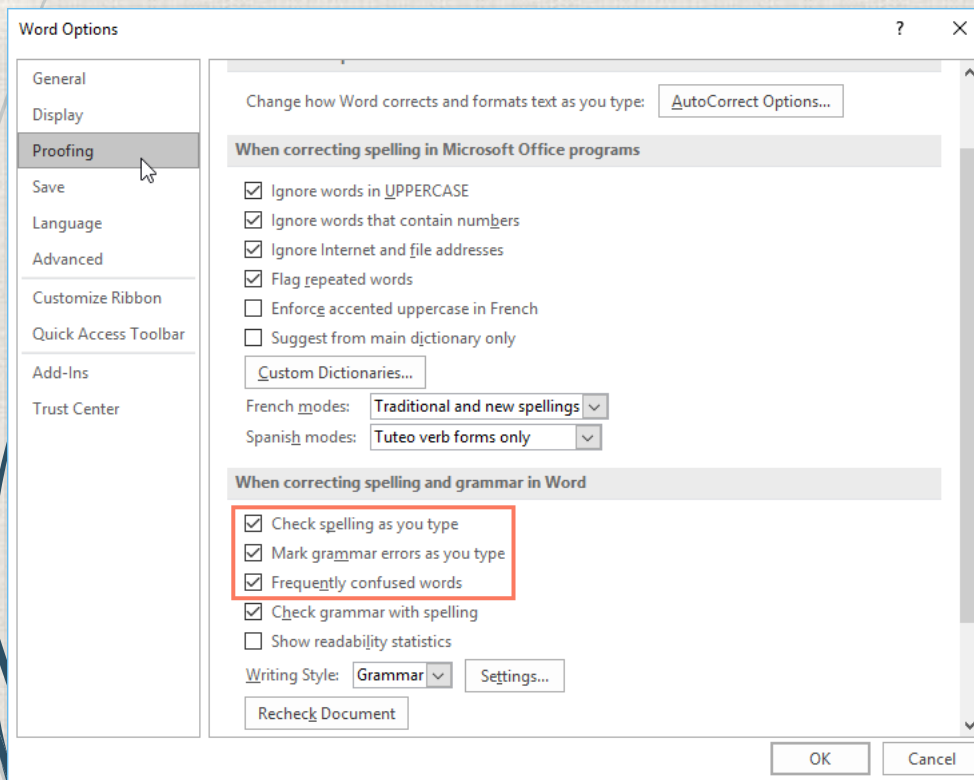 Word Options
?
General
Display
Proofing
Save
Language
Advanced
Customize Ribbon
Quick Access Toolbar
Add-Ins
Trust Center
Change how Word corrects and formats text as you type: AutoCorrect Options...
When correcting spelling in Microsoft Office programs
Ignore words in UPPERCASE
Ignore words that contain numbers
Ignore Internet and file addresses
Flag repeated words
Enforce accented uppercase in French
Suggest from main dictionary only
Custom Dictionaries...
French modes: Traditional and new spellings
Spanish modes: Tuteo verb forms only
When correcting spelling and grammar in Word
Check spelling as you type
Mark grammar errors as you type
Frequently confused words
Check grammar with spelling
Show readability statistics
Writing Style: Grammar Settings...
Recheck Document
OK Cancel